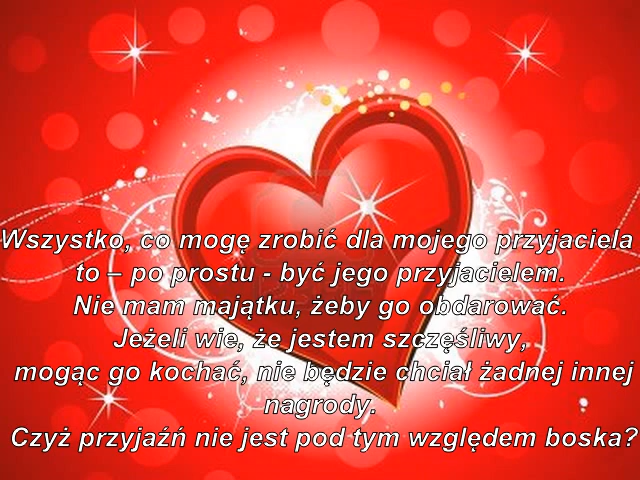 Wszystko, co mogę zrobić dla mojego przyjaciela
to – po prostu - być jego przyjacielem.
Nie mam majątku, żeby go obdarować.
Jeżeli wie, że jestem szczęśliwy,
mogąc go kochać, nie będzie chciał żadnej innej
nagrody.
Czyż przyjaźń nie jest pod tym względem boska?